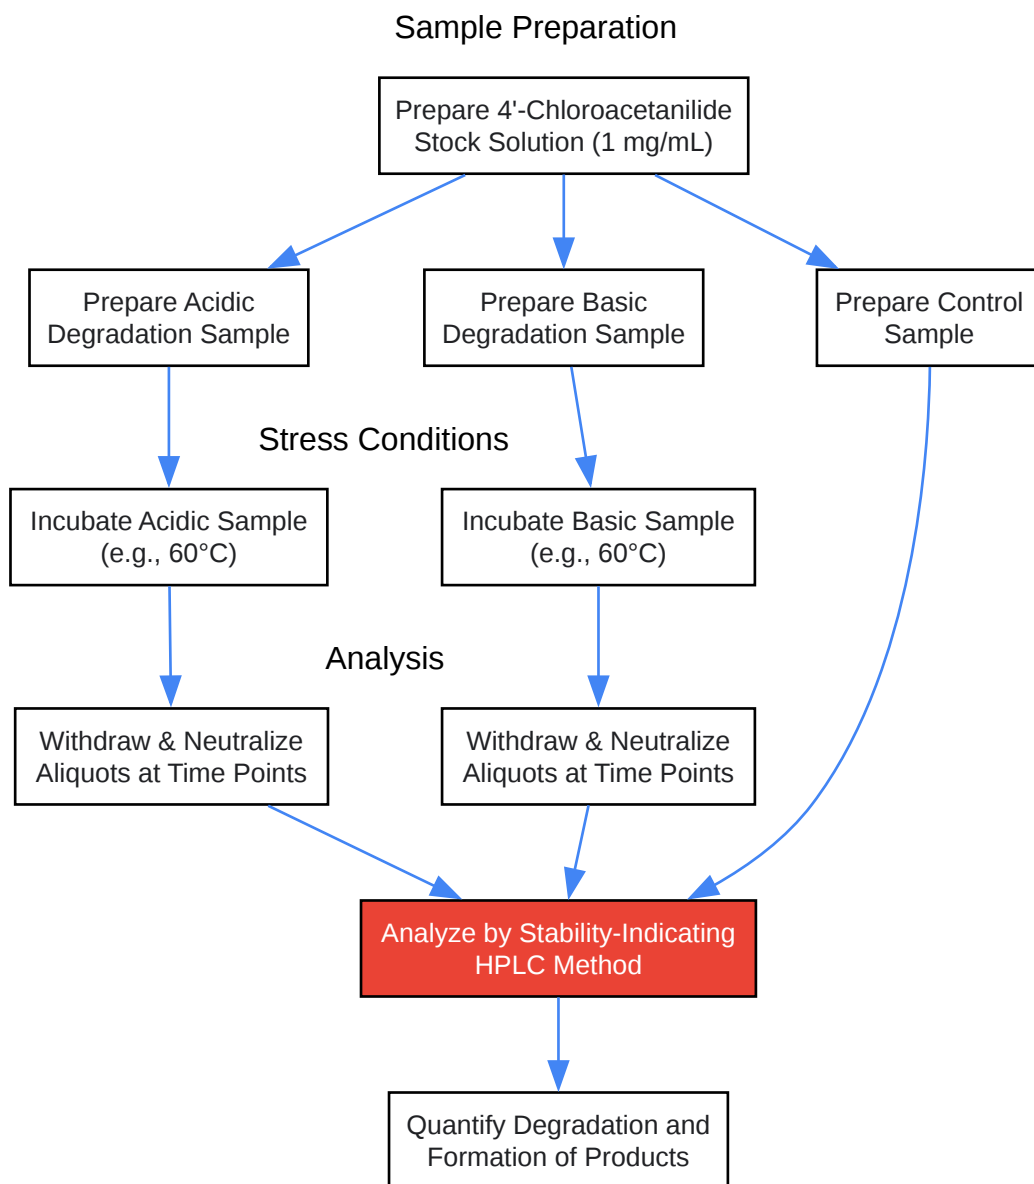 Sample Preparation
Prepare 4'-Chloroacetanilide
Stock Solution (1 mg/mL)
Prepare Acidic
Degradation Sample
Prepare Basic
Degradation Sample
Prepare Control
Sample
Stress Conditions
Incubate Acidic Sample
(e.g., 60°C)
Incubate Basic Sample
(e.g., 60°C)
Analysis
Withdraw & Neutralize
Aliquots at Time Points
Withdraw & Neutralize
Aliquots at Time Points
Analyze by Stability-Indicating
HPLC Method
Quantify Degradation and
Formation of Products